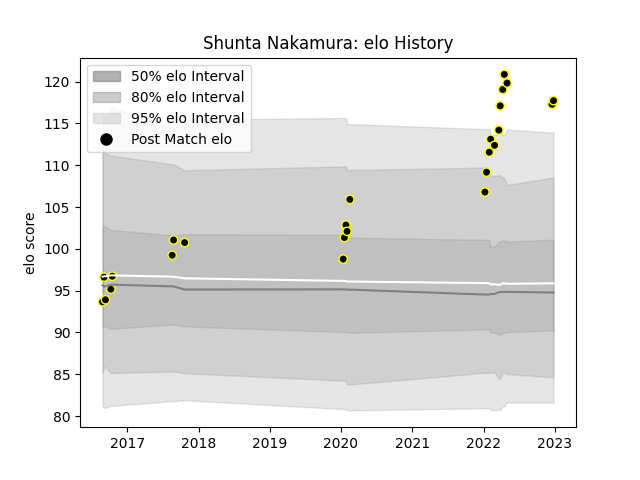 Shunta Nakamura: elo History
50% elo Interval
80% elo Interval
95% elo Interval
Post Match elo
elo score
120
115
110
105
100
95
90
85
80
2017 2018 2019 2020 2021 2022 2023